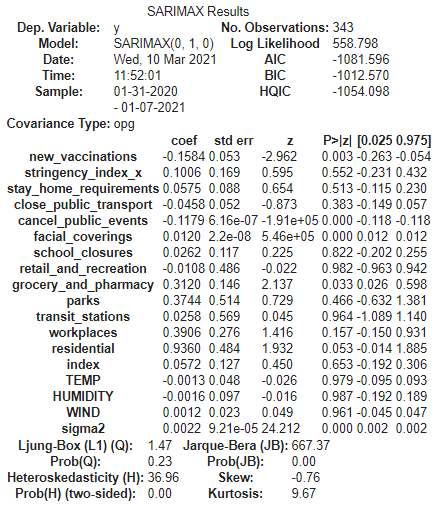 SARIMAX Results
Dep. Variable: y No. Observations: 343
Model: SARIMAX(0, 1, 0) Log Likelihood 558.798
Date: Wed, 10 Mar 2021 AIC -1081.596
Time: 11:52:01 BIC -1012.570
Sample: 01-31-2020 HQIC -1054.098
- 01-07-2021
Covariance Type: opg
coef std err z P>|z| [0.025 0.975]
new_vaccinations -0.1584 0.053 -2.962 0.003 -0.263 -0.054
stringency_index_x 0.1006 0.169 0.595 0.552 -0.231 0.432
stay_home_requirements 0.0575 0.088 0.654 0.513 -0.115 0.230
close_public_transport -0.0458 0.052 -0.873 0.383 -0.149 0.057
cancel_public_events -0.1179 6.16e-07 -1.91e+05 0.000 -0.118 -0.118
facial_coverings 0.0120 2.2e-08 5.46e+05 0.000 0.012 0.012
school_closures 0.0262 0.117 0.225 0.822 -0.202 0.255
retail_and_recreation -0.0108 0.486 -0.022 0.982 -0.963 0.942
grocery_and_pharmacy 0.3120 0.146 2.137 0.033 0.026 0.598
parks 0.3744 0.514 0.729 0.466 -0.632 1.381
transit_stations 0.0258 0.569 0.045 0.964 -1.089 1.140
workplaces 0.3906 0.276 1.416 0.157 -0.150 0.931
residential 0.9360 0.484 1.932 0.053 -0.014 1.885
index 0.0572 0.127 0.450 0.653 -0.192 0.306
TEMP -0.0013 0.048 -0.026 0.979 -0.095 0.093
HUMIDITY -0.0016 0.097 -0.016 0.987 -0.192 0.189
WIND 0.0012 0.023 0.049 0.961 -0.045 0.047
sigma2 0.0022 9.21e-05 24.212 0.000 0.002 0.002
Ljung-Box (L1) (Q): 1.47 Jarque-Bera (JB): 667.37
Prob(Q): 0.23 Prob(JB): 0.00
Heteroskedasticity (H): 36.96 Skew: -0.76
Prob(H) (two-sided): 0.00 Kurtosis: 9.67